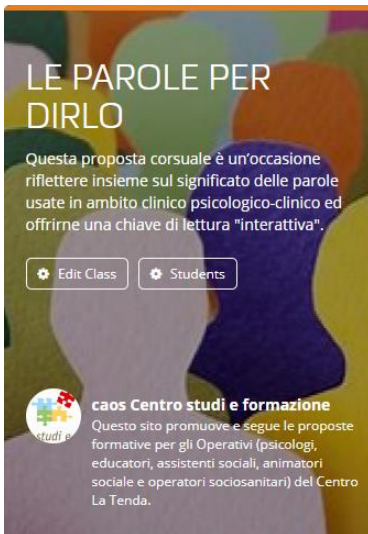 LE PAROLE PER
DIRLO
Questa proposta corsuale è un'occasione
riflettere insieme sul significato delle parole
usate in ambito clinico psicologico-clinico ed
offrirne una chiave di lettura "interattiva".
Edit Class
Students
studi e
caos Centro studi e formazione
Questo sito promuove e segue le proposte
formative per gli Operativi (psicologi,
educatori, assistenti sociali, animatori
sociale e operatori sociosanitari) del Centro
La Tenda.